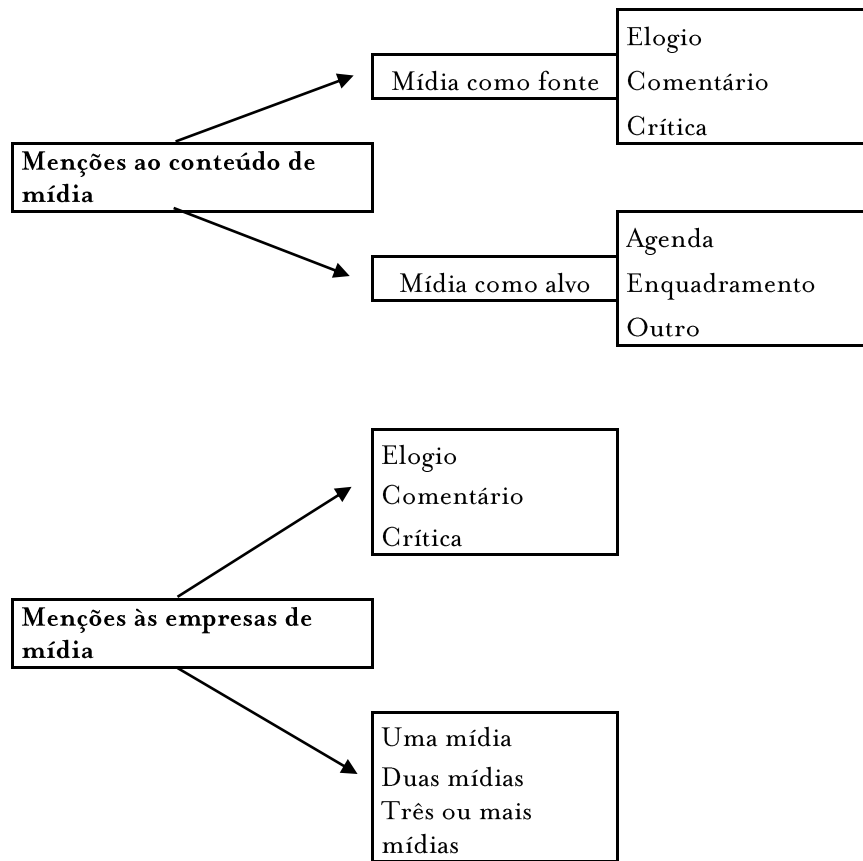 Elogio
Mídia como fonte
Comentário
Crítica
Menções ao conteúdo de
mídia
Agenda
Mídia como alvo
Enquadramento
Outro
Elogio
Comentário
Crítica
Menções às empresas de
mídia
Uma mídia
Duas mídias
Três ou mais
mídias